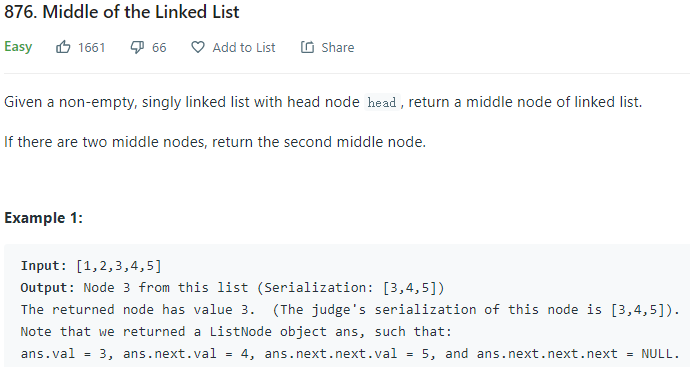 876. Middle of the Linked List
Easy 1661 66 Add to List Share
Given a non-empty, singly linked list with head node head, return a middle node of linked list.
If there are two middle nodes, return the second middle node.
Example 1:
Input: [1,2,3,4,5]
Output: Node 3 from this list (Serialization: [3,4,5])
The returned node has value 3.  (The judge's serialization of this node is [3,4,5]).
Note that we returned a ListNode object ans, such that:
ans.val = 3, ans.next.val = 4, ans.next.next.val = 5, and ans.next.next.next = NULL.